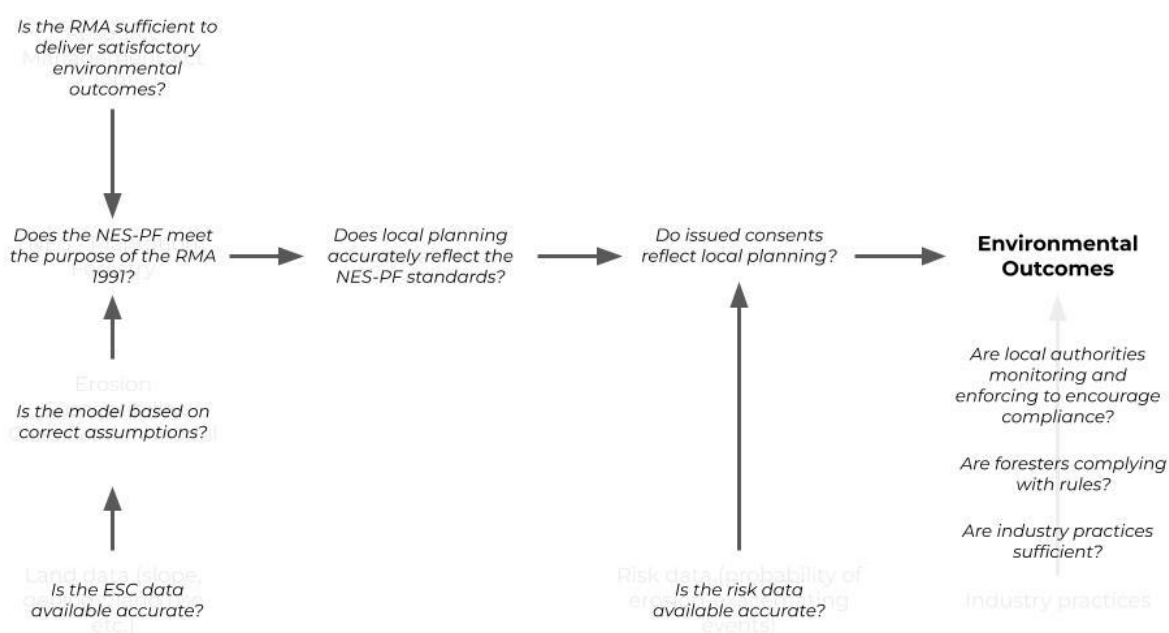 Is the RMA sufficient to
deliver satisfactory
environmental
outcomes?
Does the NES-PF meet
the purpose of the RMA
1991?
Does local planning
accurately reflect the
NES-PF standards?
Do issued consents
reflect local planning?
Environmental
Outcomes
Erosion
Is the model based on
correct assumptions?
Are local authorities
monitoring and
enforcing to encourage
compliance?
Are foresters complying
with rules?
Are industry practices
sufficient?
Land data (slope,
Is the ESC data
available accurate?
etc.)
Risk data (probability of
Is the risk data
available accurate?
events)
Industry practices